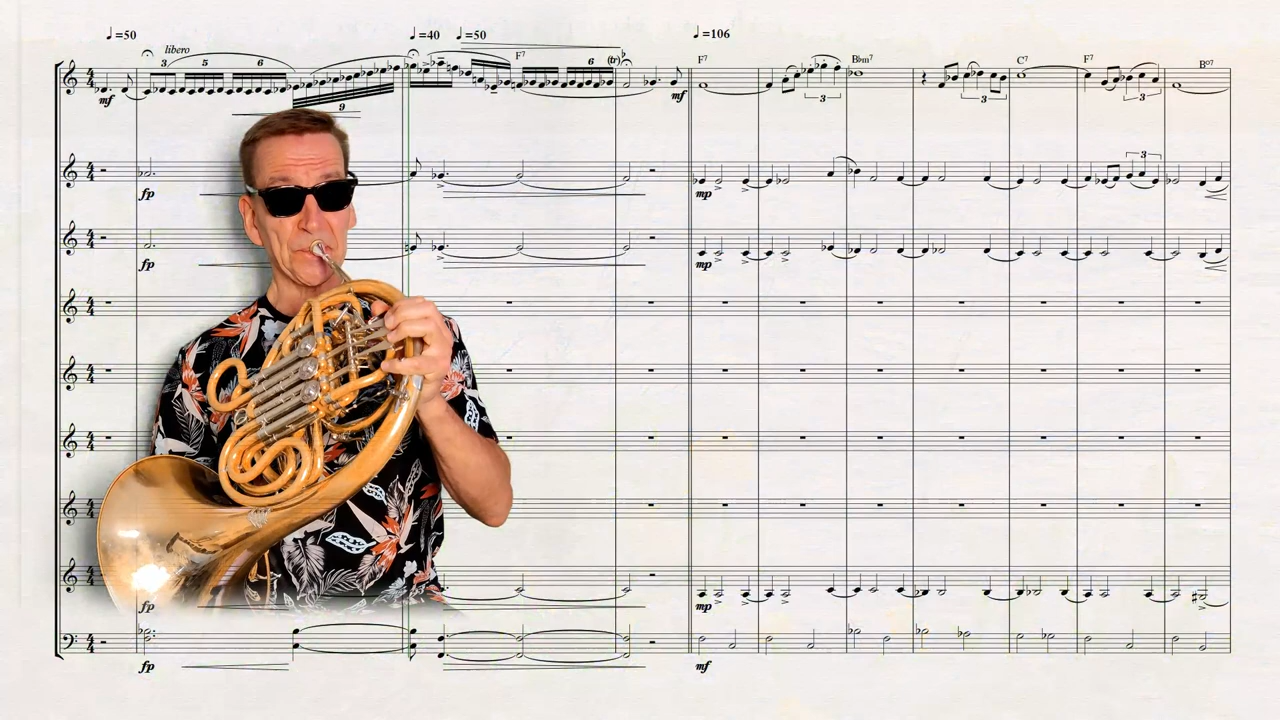 ♩=50 ♩=40 ♩=50 ♩=106
libero
3 5 6 F7 6 (tr) F7 B♭m7 C7 F7 B°7
mf 9 mf 3 3 3
3
fp mp
fp mp
fp mp
fp mf